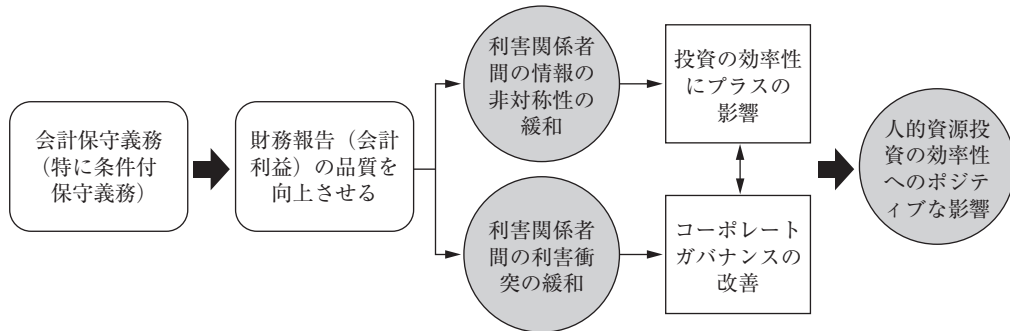 会計保守義務
(特に条件付
保守義務)
財務報告(会計
利益)の品質を
向上させる
利害関係者
間の情報の
非対称性の
緩和
利害関係者
間の利害衝
突の緩和
投資の効率性
にプラスの
影響
コーポレート
ガバナンスの
改善
人的資源投
資の効率性
へのポジテ
ィブな影響